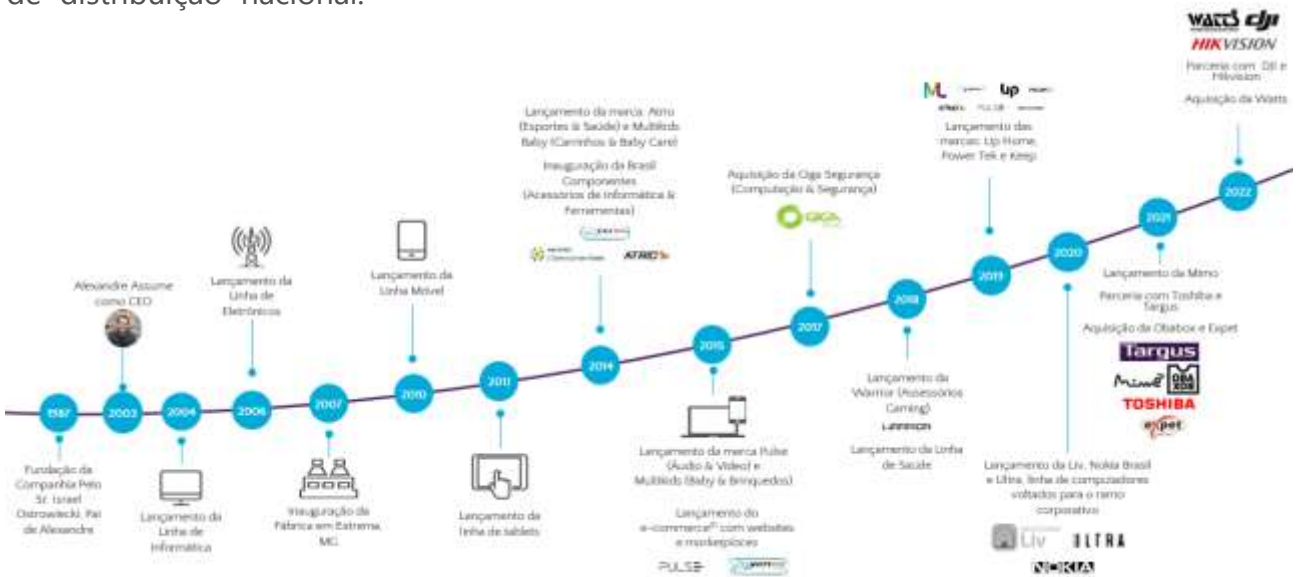 de distribuição nacional.
1987
Fundação da
Companhia Pelo
Sr. Israel
Ostrowiecki, Pai
de Alexandre
Alexandre Assume
como CEO
2003
2004
Lançamento da
Linha de
Informática
Lançamento da
Linha de
Eletrônicos
2006
2007
Inauguração da
Fábrica em Extrema,
MG.
Lançamento da
Linha Móvel
2010
2011
Lançamento da
linha de tablets
Lançamento da marca: Atrio
(Esportes & Saúde) e Multikids
Baby (Carrinhos & Baby Care)
Inauguração da Brasil
Componentes
(Acessórios de Informática &
Ferramentas)
ATRIO
2014
2015
Lançamento da marca Pulse
(Áudio & Vídeo) e
Multikids (Baby & Brinquedos)
Lançamento do
e-commerce com websites
e marketplaces
PULSE
Aquisição da Giga Segurança
(Computação & Segurança)
GIGA
2017
2018
Lançamento da
Warrior (Assessórios
Gaming)
WARRIOR
Lançamento da Linha
de Saúde
ML
Up
PULSE
Lançamento das
marcas: Up Home,
Power Tek e Keep
2019
2020
Lançamento da Liv, Nokia Brasil
e Ultra, linha de computadores
voltados para o ramo
corporativo
Liv
ULTRA
NOKIA
2021
Lançamento da Mimo
Parceria com Toshiba e
Targus
Aquisição da Obabox e Expet
Targus
Mimo
OBA
BOX
TOSHIBA
expet
WATTS dji
HIKVISION
Parceria com DJI e
Hikvision
Aquisição da Watts
2022